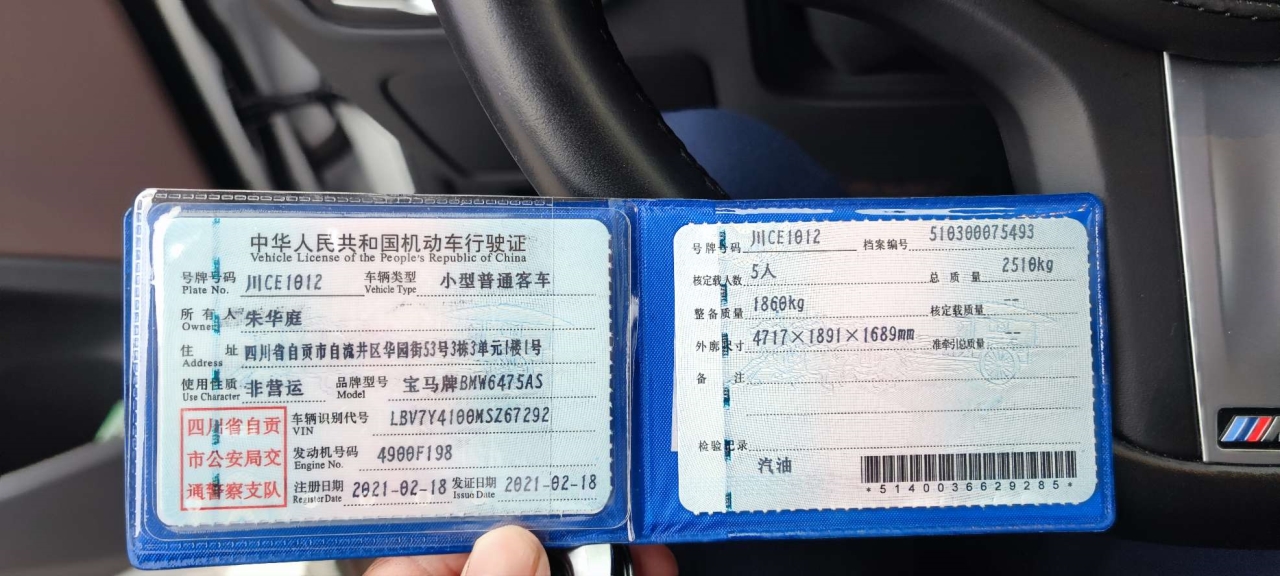 中华人民共和国机动车行驶证
Vehicle License of the People's Republic of China
号牌号码 川CE1012 车辆类型 小型普通客车
Plate No. Vehicle Type
所有人 朱华庭
Owner
住址 四川省自贡市自流井区华园街53号3栋3单元1楼1号
Address
使用性质 非营运 品牌型号 宝马牌BMW6475AS
Use Character Model
四川省自贡
市公安局交
通警察支队
车辆识别代号 LBV7Y4100MSZ67292
VIN
发动机号码 4900F198
Engine No.
注册日期 2021-02-18 发证日期 2021-02-18
Register Date Issue Date
号牌号码 川CE1012 档案编号 510300075493
核定载人数 5人 总质量 2510kg
整备质量 1860kg 核定载质量 --
外廓尺寸 4717×1891×1689mm 准牵引总质量 --
备注
检验记录
汽油
*5140036629285*